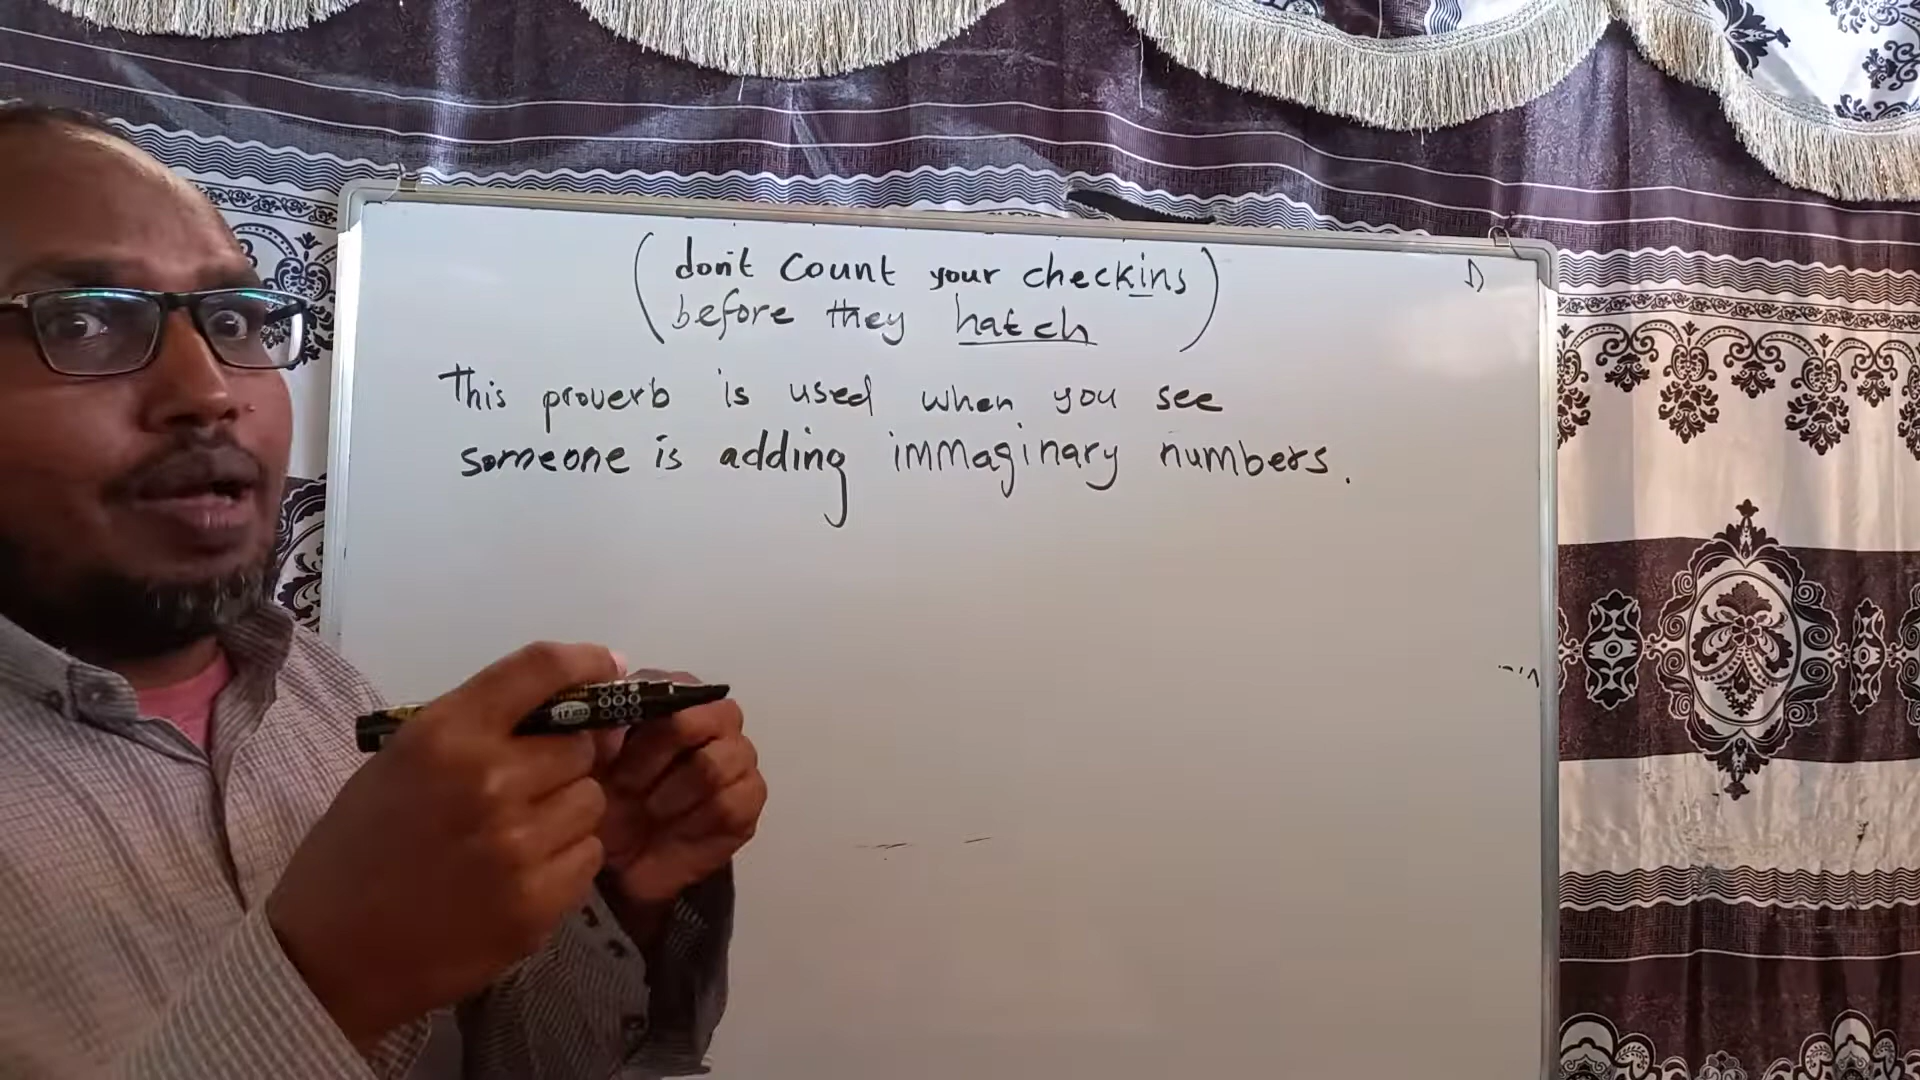 (don't count your checkins
before they hatch)
This proverb is used when you see
someone is adding immaginary numbers.